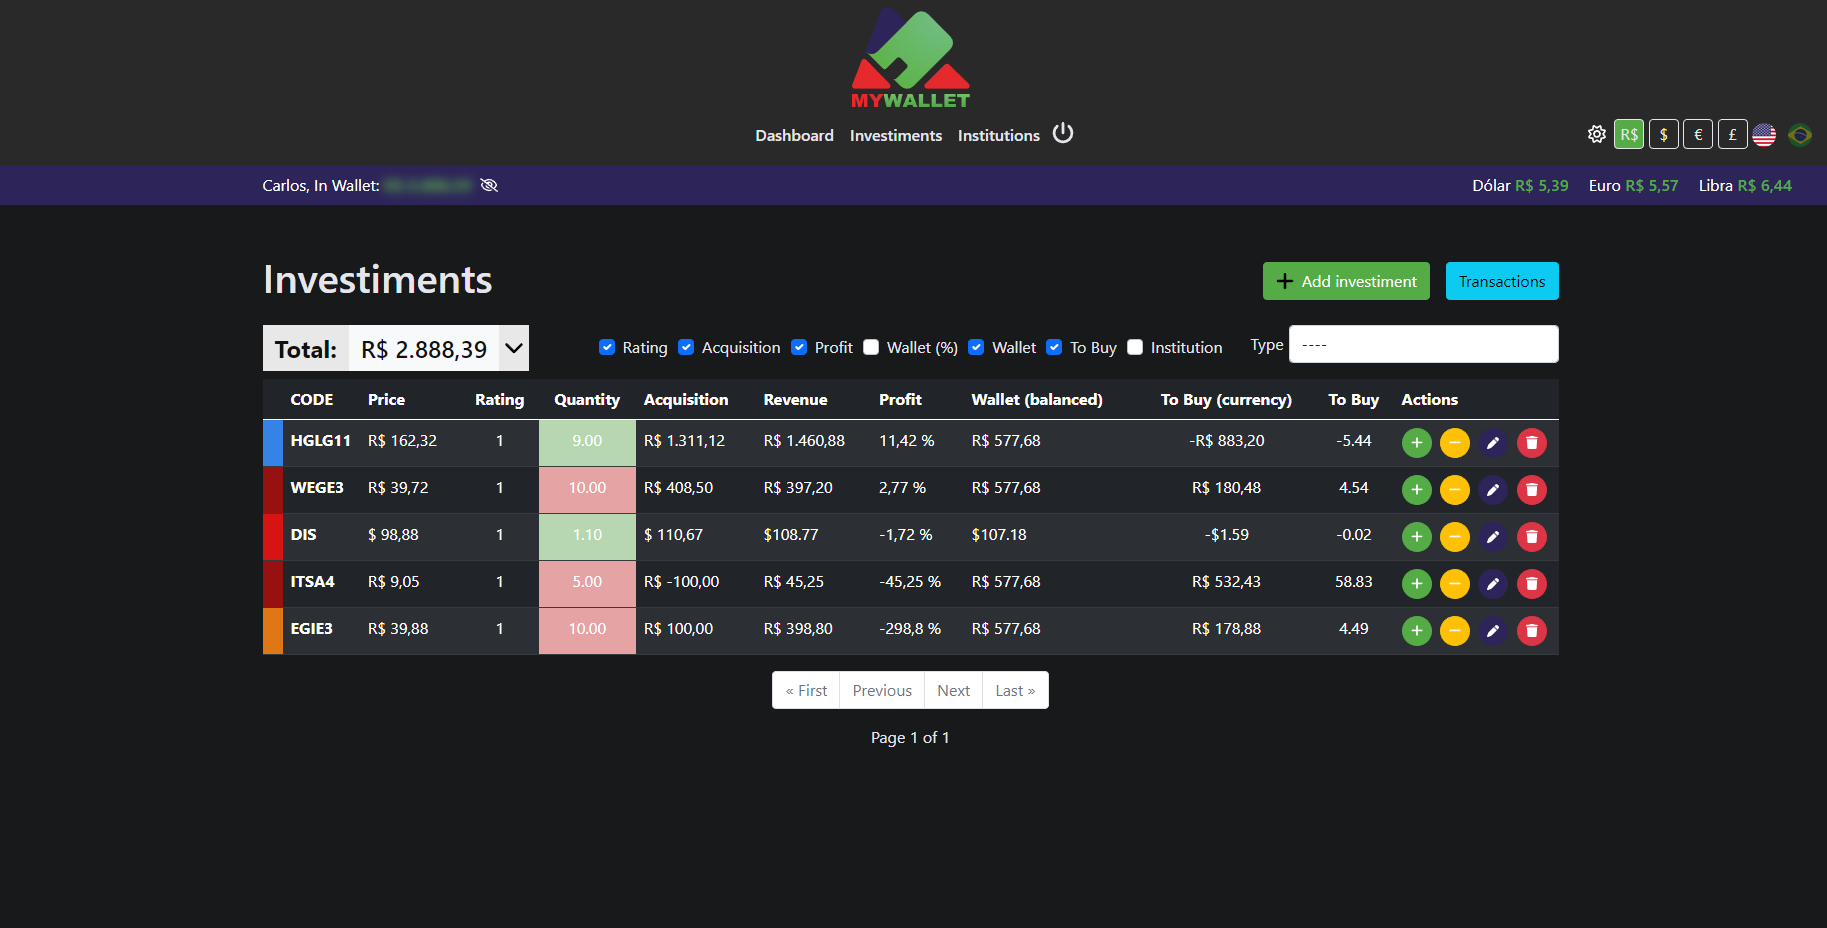 MYWALLET
Dashboard Investiments Institutions
R$ $ € £
Carlos, In Wallet:
Dólar R$ 5,39 Euro R$ 5,57 Libra R$ 6,44
Investiments
Add investiment Transactions
Total: R$ 2.888,39
Rating Acquisition Profit Wallet (%) Wallet To Buy Institution Type ----
CODE Price Rating Quantity Acquisition Revenue Profit Wallet (balanced) To Buy (currency) To Buy Actions
HGLG11 R$ 162,32 1 9.00 R$ 1.311,12 R$ 1.460,88 11,42 % R$ 577,68 -R$ 883,20 -5.44
WEGE3 R$ 39,72 1 10.00 R$ 408,50 R$ 397,20 2,77 % R$ 577,68 R$ 180,48 4.54
DIS $ 98,88 1 1.10 $ 110,67 $108.77 -1,72 % $107.18 -$1.59 -0.02
ITSA4 R$ 9,05 1 5.00 R$ -100,00 R$ 45,25 -45,25 % R$ 577,68 R$ 532,43 58.83
EGIE3 R$ 39,88 1 10.00 R$ 100,00 R$ 398,80 -298,8 % R$ 577,68 R$ 178,88 4.49
« First Previous Next Last »
Page 1 of 1